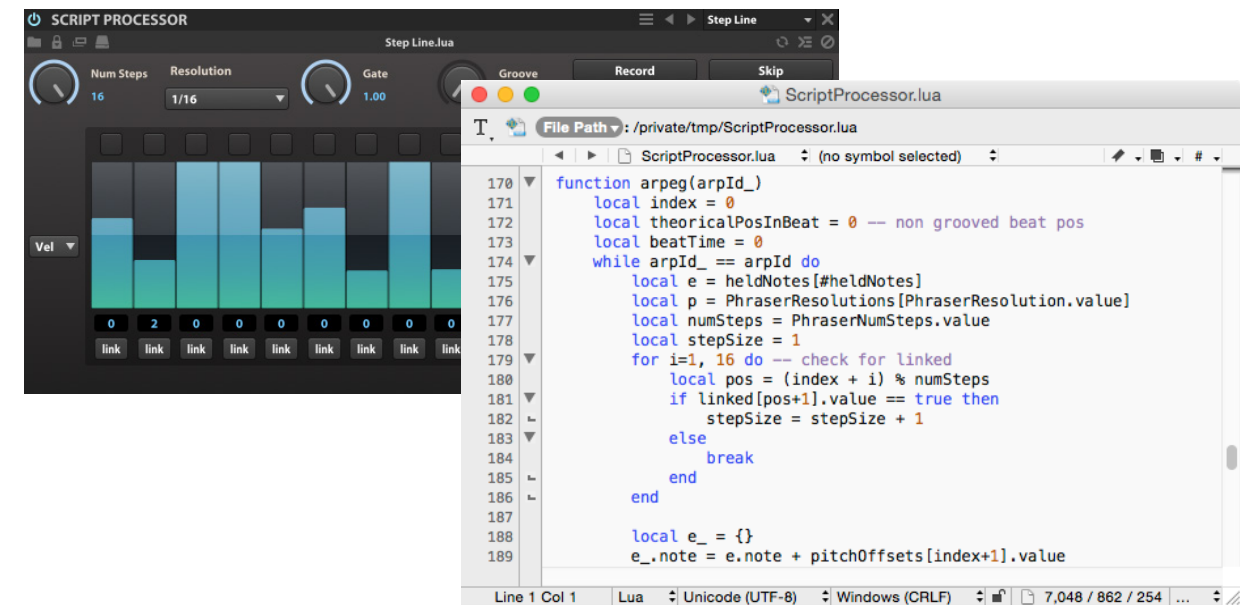 SCRIPT PROCESSOR
Step Line
Step Line.lua
Num Steps
16
Resolution
1/16
Gate
1.00
Groove
Record
Skip
Vel
0 2 0 0 0 0 0 0 0
link link link link link link link link link
ScriptProcessor.lua
File Path : /private/tmp/ScriptProcessor.lua
ScriptProcessor.lua (no symbol selected) #
170 function arpeg(arpId_)
171 local index = 0
172 local theoricalPosInBeat = 0 -- non grooved beat pos
173 local beatTime = 0
174 while arpId_ == arpId do
175 local e = heldNotes[#heldNotes]
176 local p = PhraserResolutions[PhraserResolution.value]
177 local numSteps = PhraserNumSteps.value
178 local stepSize = 1
179 for i=1, 16 do -- check for linked
180 local pos = (index + i) % numSteps
181 if linked[pos+1].value == true then
182 stepSize = stepSize + 1
183 else
184 break
185 end
186 end
187
188 local e_ = {}
189 e_.note = e.note + pitchOffsets[index+1].value
Line 1 Col 1 Lua Unicode (UTF-8) Windows (CRLF) 7,048 / 862 / 254 ...